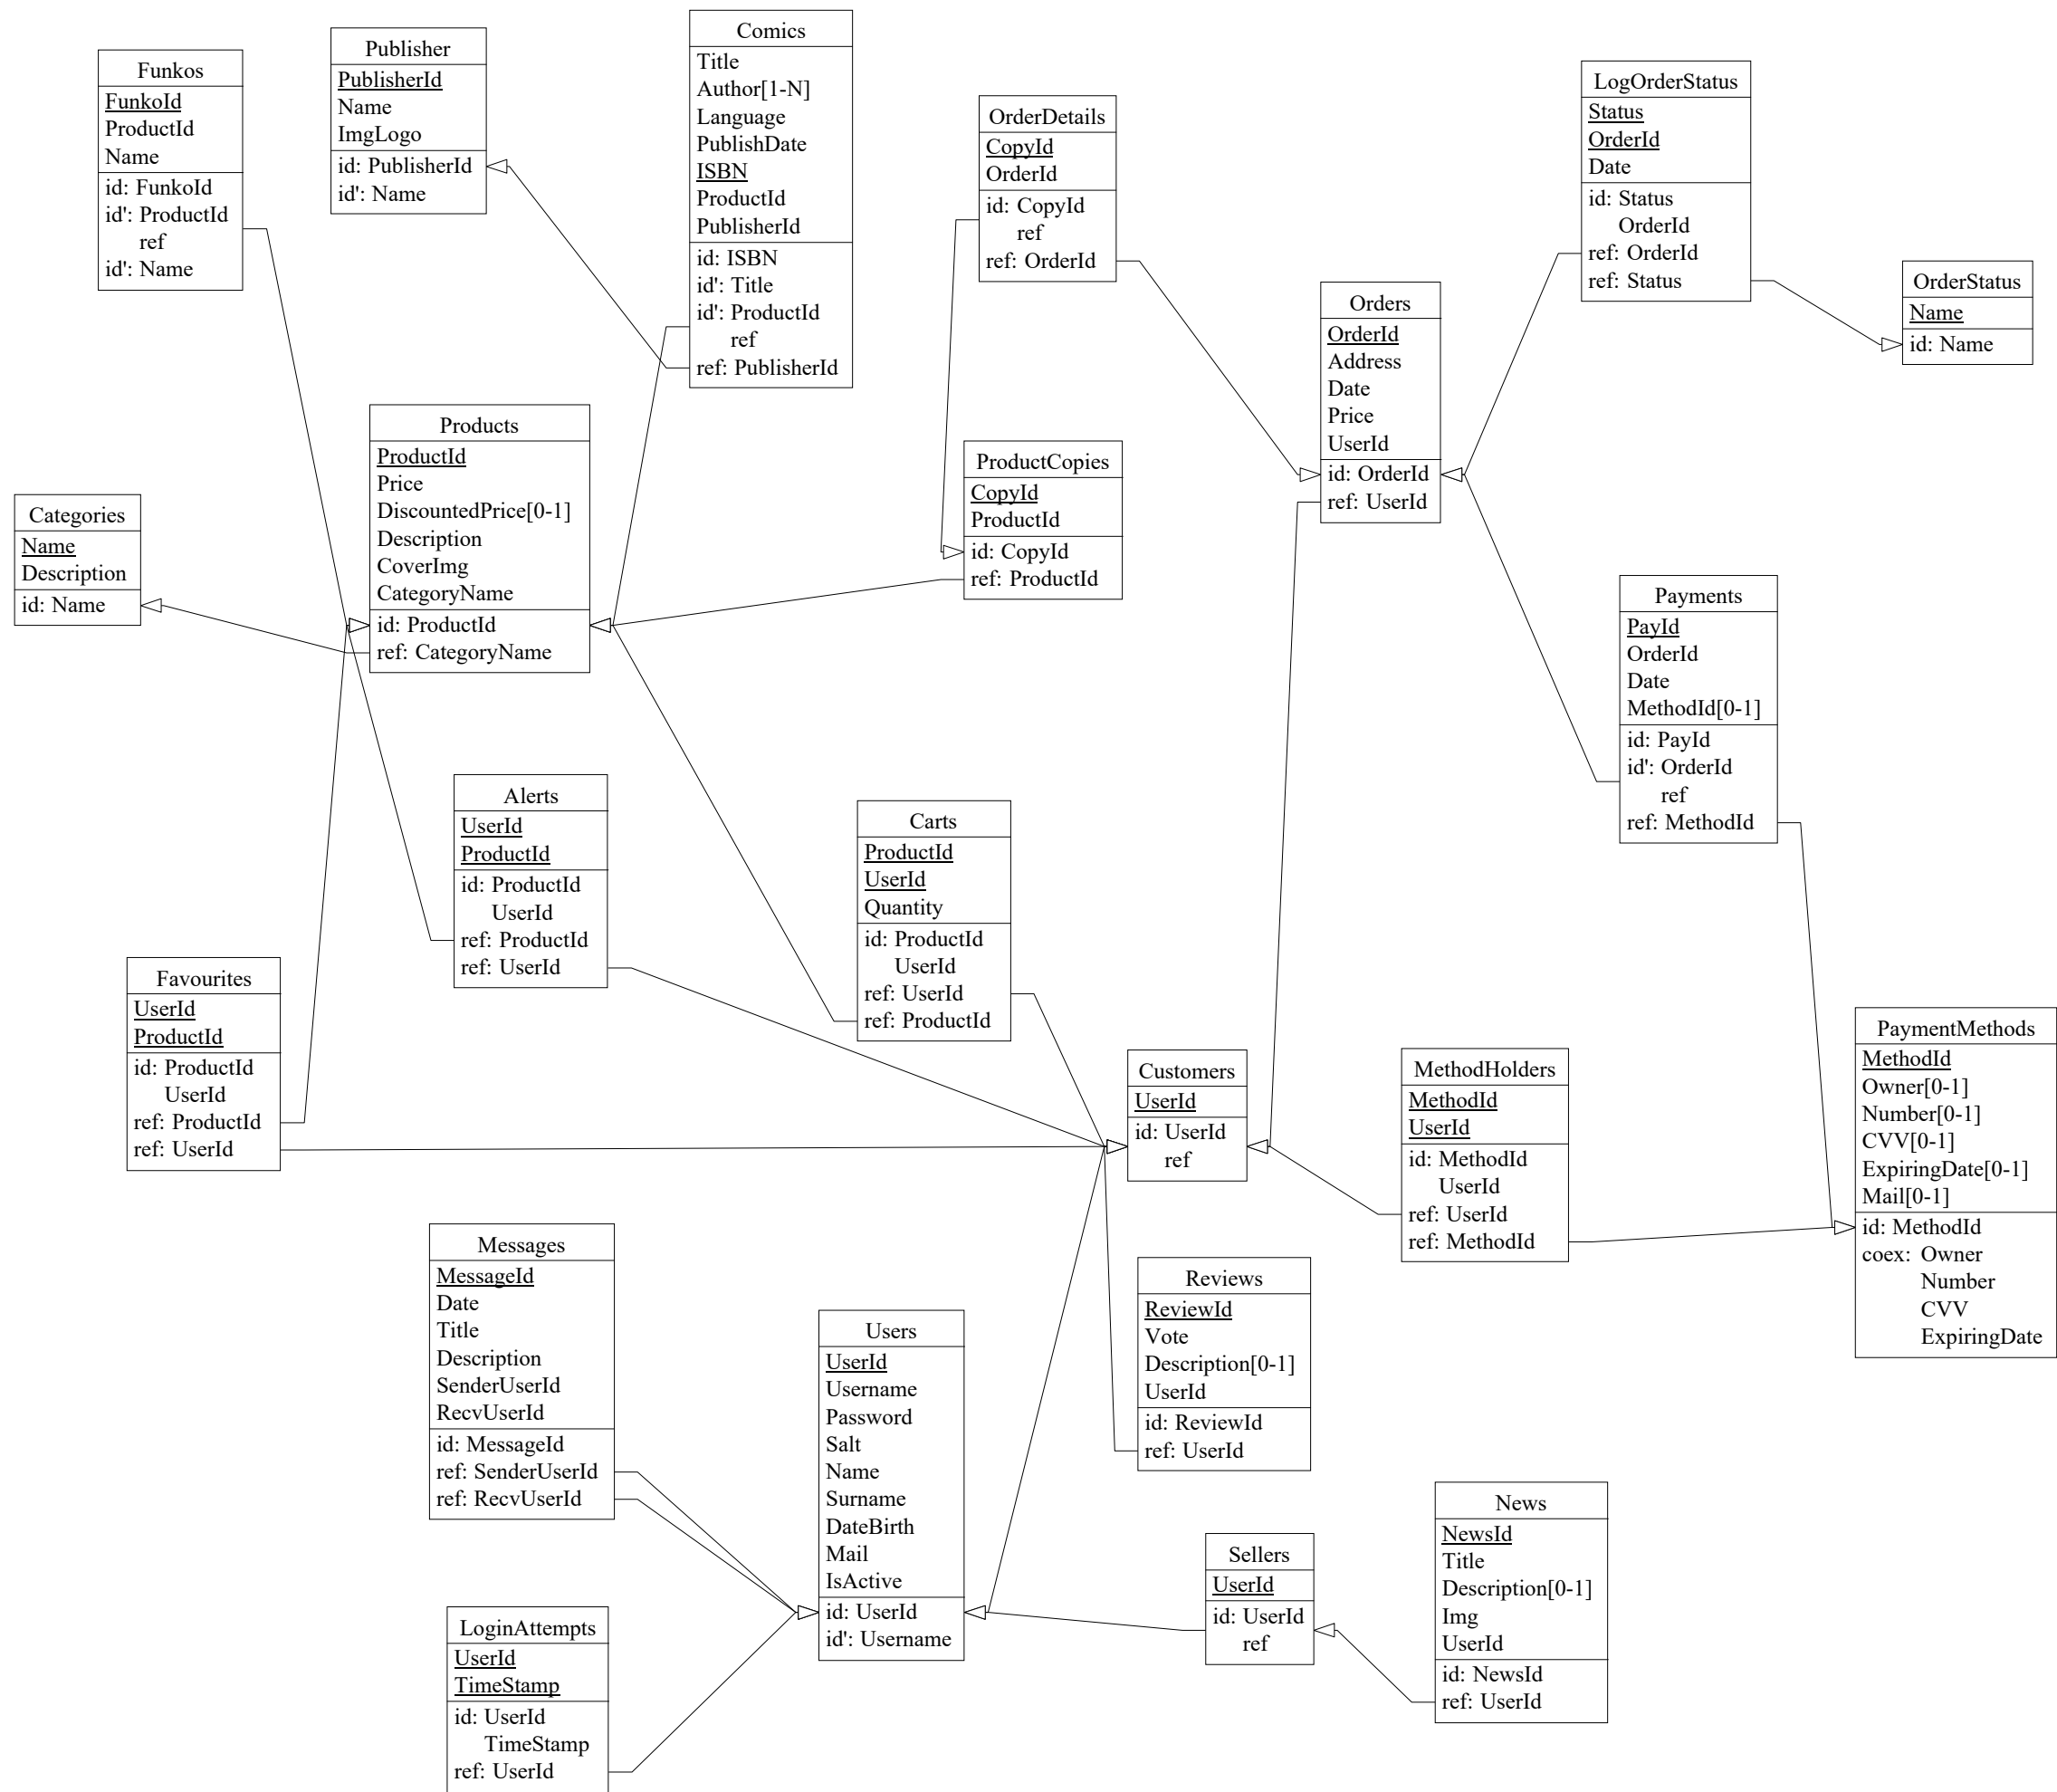 Funkos
FunkoId
ProductId
Name
id: FunkoId
id': ProductId
ref
id': Name
Publisher
PublisherId
Name
ImgLogo
id: PublisherId
id': Name
Comics
Title
Author[1-N]
Language
PublishDate
ISBN
ProductId
PublisherId
id: ISBN
id': Title
id': ProductId
ref
ref: PublisherId
OrderDetails
CopyId
OrderId
id: CopyId
ref
ref: OrderId
LogOrderStatus
Status
OrderId
Date
id: Status
OrderId
ref: OrderId
ref: Status
OrderStatus
Name
id: Name
Orders
OrderId
Address
Date
Price
UserId
id: OrderId
ref: UserId
Products
ProductId
Price
DiscountedPrice[0-1]
Description
CoverImg
CategoryName
id: ProductId
ref: CategoryName
ProductCopies
CopyId
ProductId
id: CopyId
ref: ProductId
Categories
Name
Description
id: Name
Payments
PayId
OrderId
Date
MethodId[0-1]
id: PayId
id': OrderId
ref
ref: MethodId
Alerts
UserId
ProductId
id: ProductId
UserId
ref: ProductId
ref: UserId
Carts
ProductId
UserId
Quantity
id: ProductId
UserId
ref: UserId
ref: ProductId
Favourites
UserId
ProductId
id: ProductId
UserId
ref: ProductId
ref: UserId
Customers
UserId
id: UserId
ref
MethodHolders
MethodId
UserId
id: MethodId
UserId
ref: UserId
ref: MethodId
PaymentMethods
MethodId
Owner[0-1]
Number[0-1]
CVV[0-1]
ExpiringDate[0-1]
Mail[0-1]
id: MethodId
coex: Owner
Number
CVV
ExpiringDate
Messages
MessageId
Date
Title
Description
SenderUserId
RecvUserId
id: MessageId
ref: SenderUserId
ref: RecvUserId
Users
UserId
Username
Password
Salt
Name
Surname
DateBirth
Mail
IsActive
id: UserId
id': Username
Reviews
ReviewId
Vote
Description[0-1]
UserId
id: ReviewId
ref: UserId
Sellers
UserId
id: UserId
ref
News
NewsId
Title
Description[0-1]
Img
UserId
id: NewsId
ref: UserId
LoginAttempts
UserId
TimeStamp
id: UserId
TimeStamp
ref: UserId